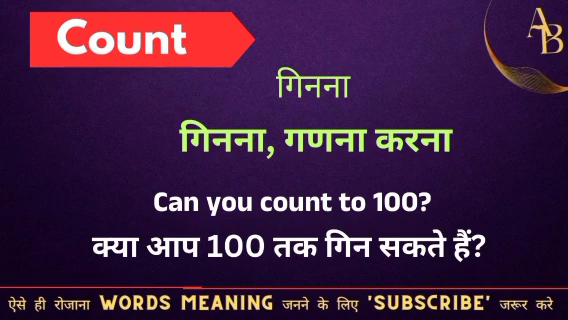 Count
AB
गिनना
गिनना, गणना करना
Can you count to 100?
क्या आप 100 तक गिन सकते हैं?
ऐसे ही रोजाना WORDS MEANING जनने के लिए 'SUBSCRIBE' जरूर करे